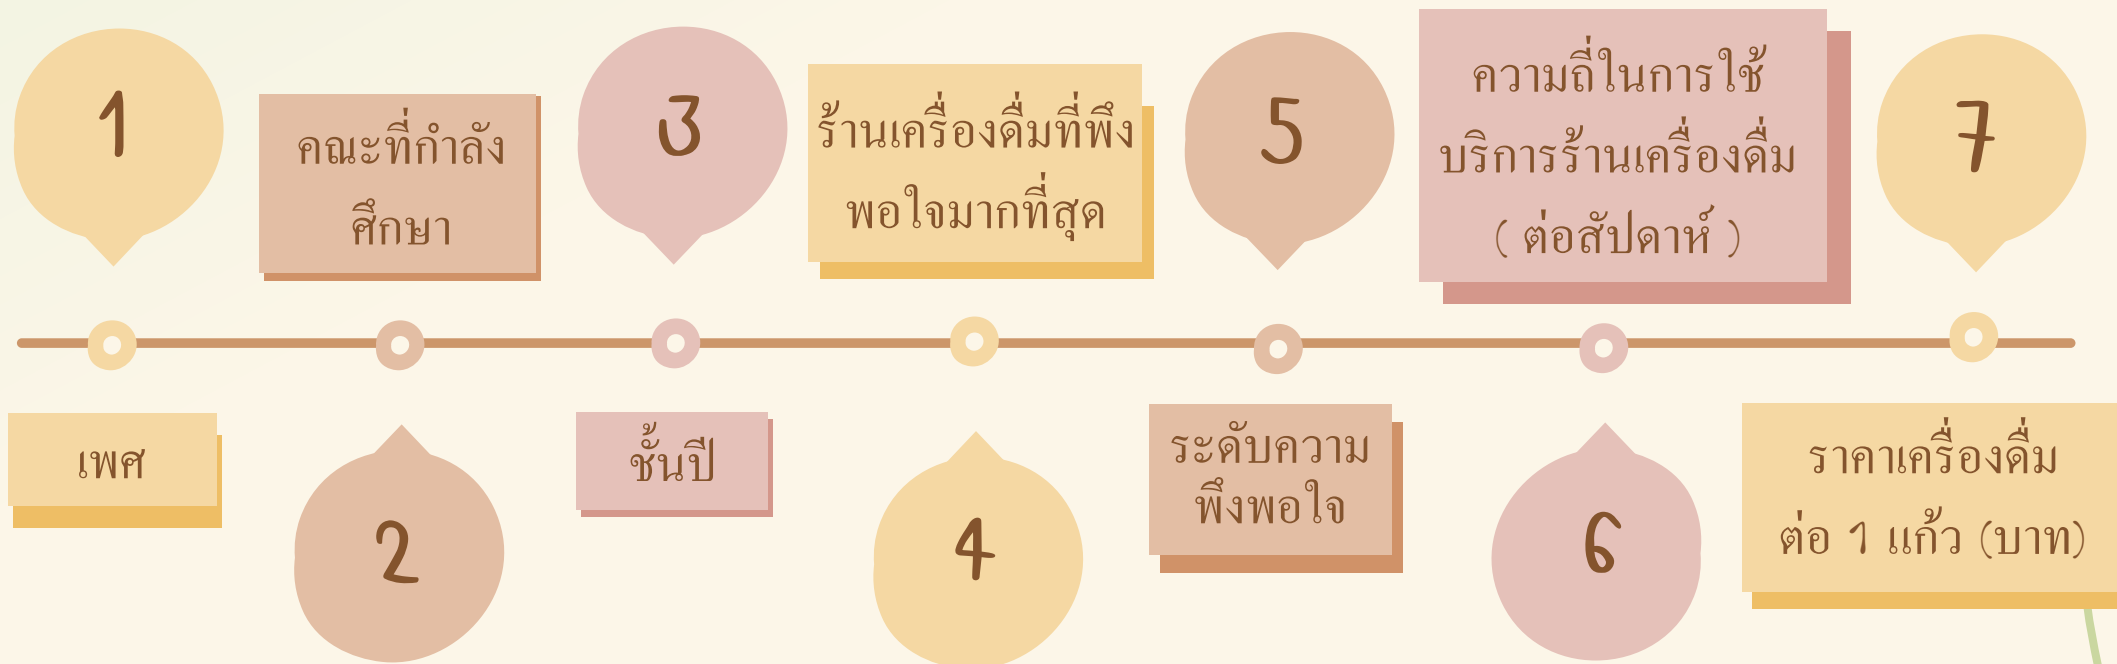 1
เพศ
2
คณะที่กำลัง
ศึกษา
3
ชั้นปี
4
ร้านเครื่องดื่มที่พึง
พอใจมากที่สุด
5
ระดับความ
พึงพอใจ
6
ความถี่ในการใช้
บริการร้านเครื่องดื่ม
( ต่อสัปดาห์ )
7
ราคาเครื่องดื่ม
ต่อ 1 แก้ว (บาท)